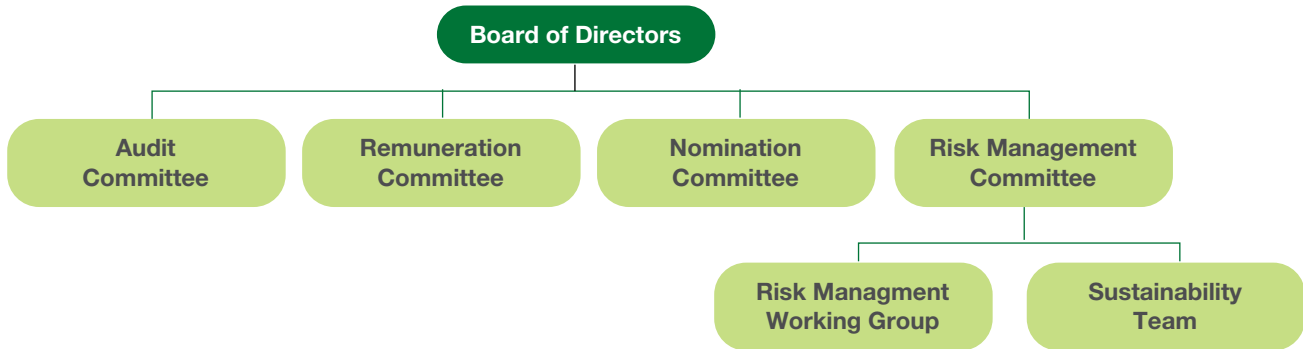 Board of Directors
Audit
Committee
Remuneration
Committee
Nomination
Committee
Risk Management
Committee
Risk Managment
Working Group
Sustainability
Team